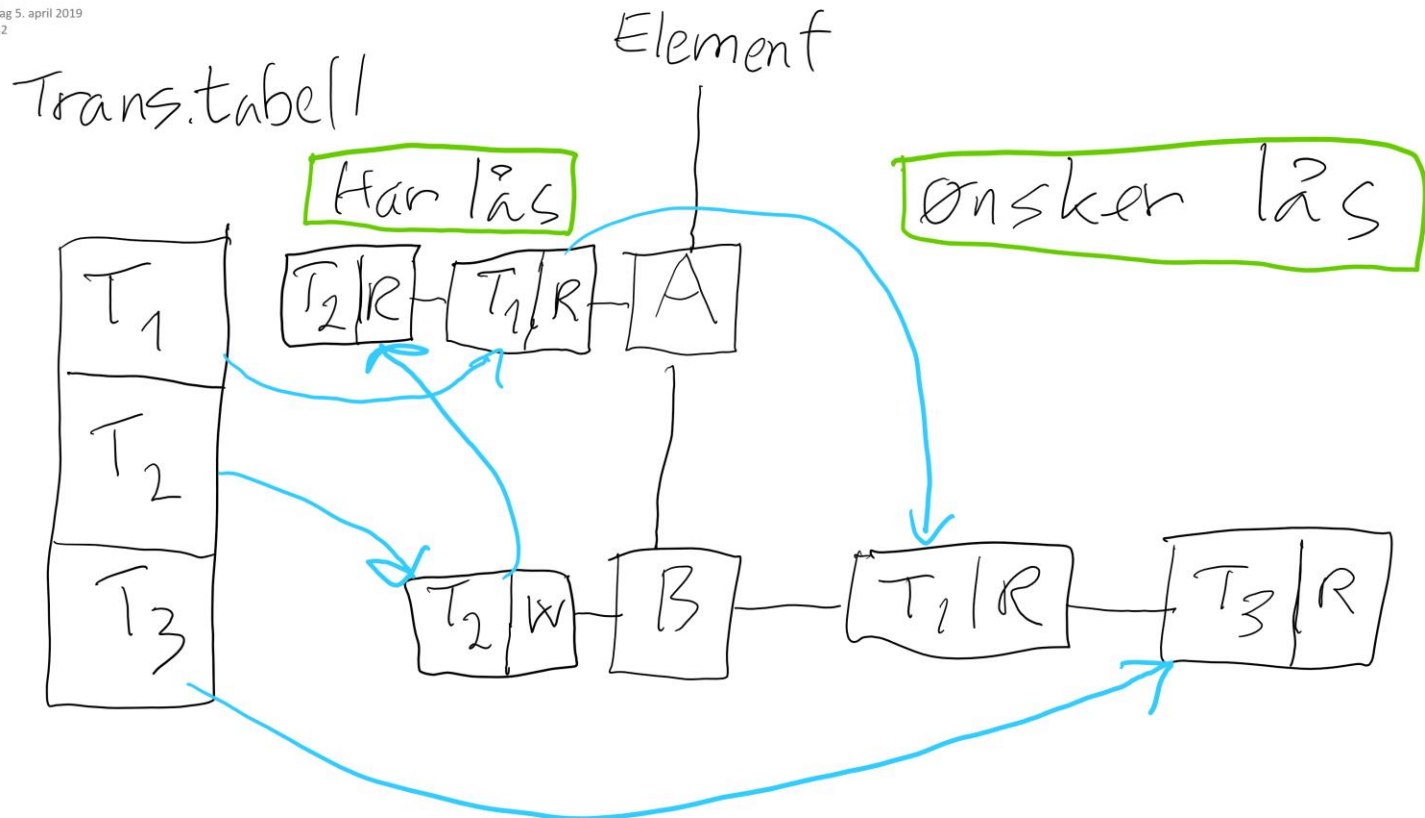 ag 5. april 2019
2
Element
Trans.tabell
Har lås
Ønsker lås
T1
T2 R
T1 R
A
T2
T3
T2 W
B
T1 R
T3 R